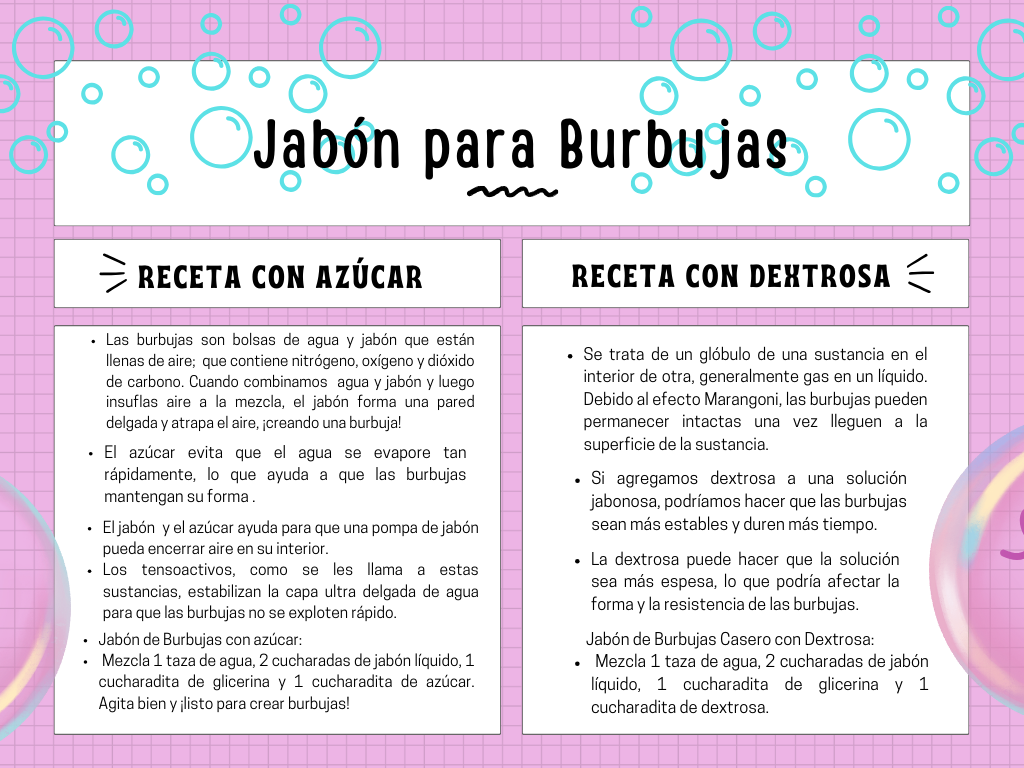 Jabón para Burbujas
RECETA CON AZÚCAR
• Las burbujas son bolsas de agua y jabón que están
llenas de aire; que contiene nitrógeno, oxígeno y dióxido
de carbono. Cuando combinamos agua y jabón y luego
insuflas aire a la mezcla, el jabón forma una pared
delgada y atrapa el aire, ¡creando una burbuja!
• El azúcar evita que el agua se evapore tan
rápidamente, lo que ayuda a que las burbujas
mantengan su forma .
• El jabón y el azúcar ayuda para que una pompa de jabón
pueda encerrar aire en su interior.
• Los tensoactivos, como se les llama a estas
sustancias, estabilizan la capa ultra delgada de agua
para que las burbujas no se exploten rápido.
• Jabón de Burbujas con azúcar:
• Mezcla 1 taza de agua, 2 cucharadas de jabón líquido, 1
cucharadita de glicerina y 1 cucharadita de azúcar.
Agita bien y ¡listo para crear burbujas!
RECETA CON DEXTROSA
• Se trata de un glóbulo de una sustancia en el
interior de otra, generalmente gas en un líquido.
Debido al efecto Marangoni, las burbujas pueden
permanecer intactas una vez lleguen a la
superficie de la sustancia.
• Si agregamos dextrosa a una solución
jabonosa, podríamos hacer que las burbujas
sean más estables y duren más tiempo.
• La dextrosa puede hacer que la solución
sea más espesa, lo que podría afectar la
forma y la resistencia de las burbujas.
Jabón de Burbujas Casero con Dextrosa:
• Mezcla 1 taza de agua, 2 cucharadas de jabón
líquido, 1 cucharadita de glicerina y 1
cucharadita de dextrosa.